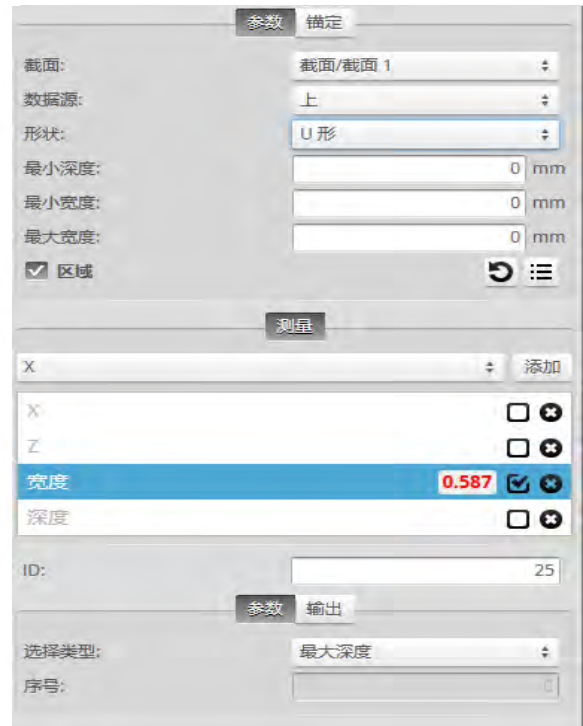 参数 锚定
截面: 截面/截面 1
数据源: 上
形状: U 形
最小深度: 0 mm
最小宽度: 0 mm
最大宽度: 0 mm
区域
测量
X 添加
X
Z
宽度 0.587
深度
ID: 25
参数 输出
选择类型: 最大深度
序号: 0